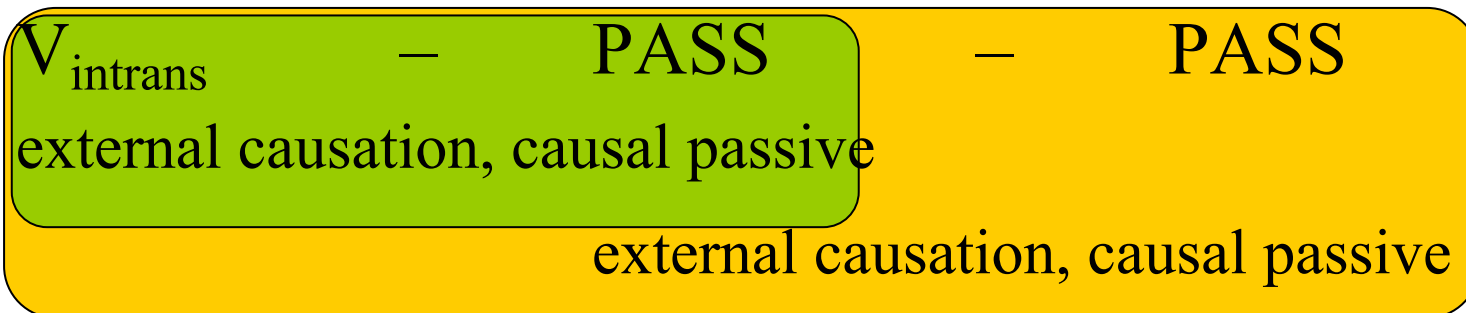 V_intrans – PASS – PASS
external causation, causal passive
external causation, causal passive